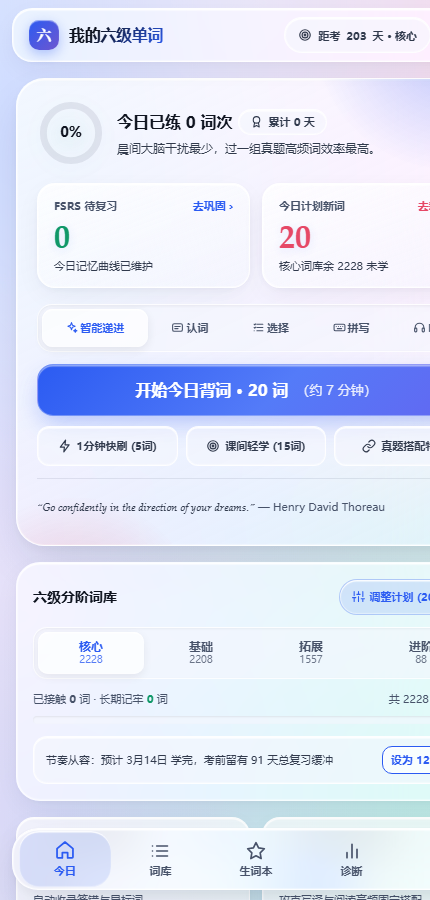 六 我的六级单词 距考 203 天 • 核心
0% 今日已练 0 词次 累计 0 天
晨间大脑干扰最少，过一组真题高频词效率最高。
FSRS 待复习 去巩固 ›
0
今日记忆曲线已维护
今日计划新词
20
核心词库余 2228 未学
智能递进 认词 选择 拼写
开始今日背词 • 20 词 （约 7 分钟）
1分钟快刷 (5词) 课间轻学 (15词) 真题搭配
“Go confidently in the direction of your dreams.” — Henry David Thoreau
六级分阶词库 调整计划
核心 基础 拓展 进阶
2228 2208 1557 88
已接触 0 词 · 长期记牢 0 词 共 2228
节奏从容：预计 3月14日 学完，考前留有 91 天总复习缓冲 设为 12
今日 词库 生词本 诊断